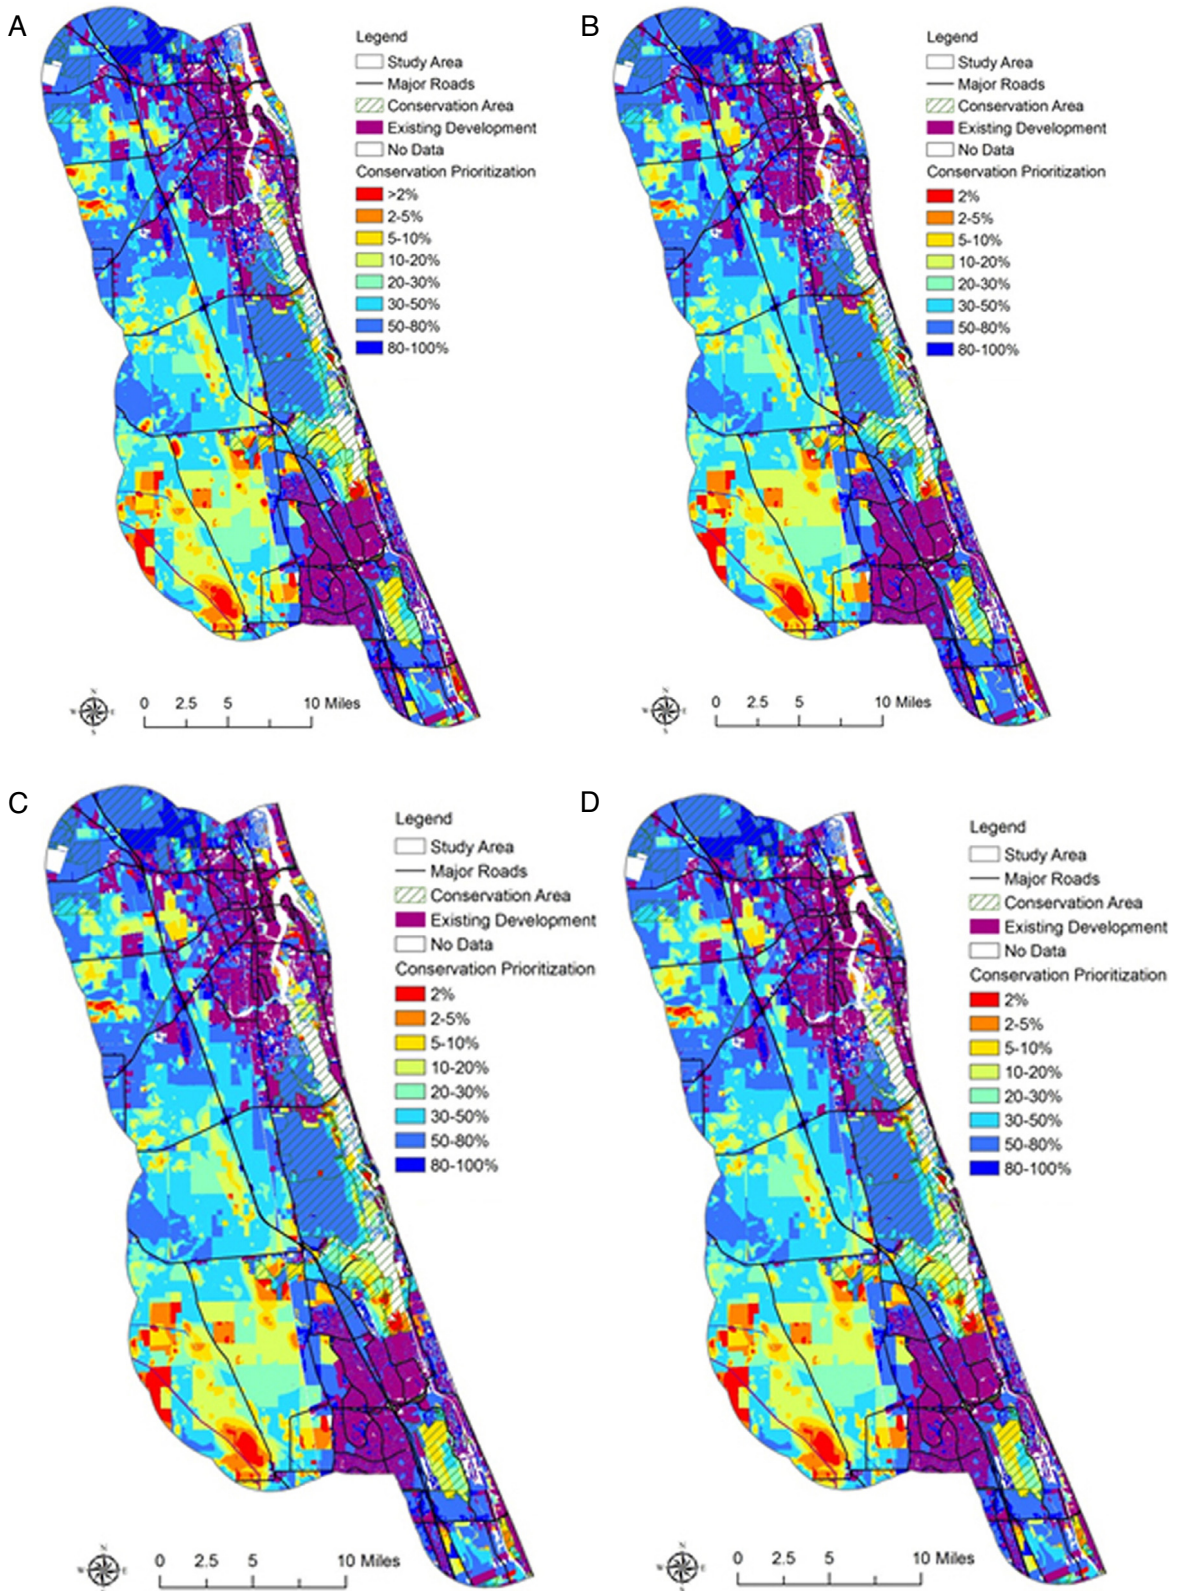 A
Legend
Study Area
Major Roads
Conservation Area
Existing Development
No Data
Conservation Prioritization
>2%
2-5%
5-10%
10-20%
20-30%
30-50%
50-80%
80-100%
N
W E
S
0 2.5 5 10 Miles
B
Legend
Study Area
Major Roads
Conservation Area
Existing Development
No Data
Conservation Prioritization
2%
2-5%
5-10%
10-20%
20-30%
30-50%
50-80%
80-100%
N
W E
S
0 2.5 5 10 Miles
C
Legend
Study Area
Major Roads
Conservation Area
Existing Development
No Data
Conservation Prioritization
2%
2-5%
5-10%
10-20%
20-30%
30-50%
50-80%
80-100%
N
W E
S
0 2.5 5 10 Miles
D
Legend
Study Area
Major Roads
Conservation Area
Existing Development
No Data
Conservation Prioritization
2%
2-5%
5-10%
10-20%
20-30%
30-50%
50-80%
80-100%
N
W E
S
0 2.5 5 10 Miles